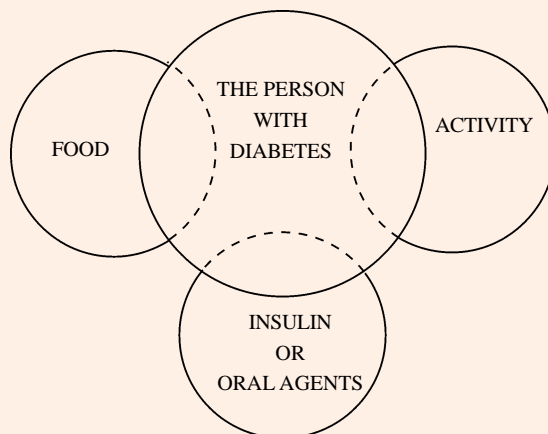 THE PERSON
WITH
DIABETES
FOOD
ACTIVITY
INSULIN
OR
ORAL AGENTS